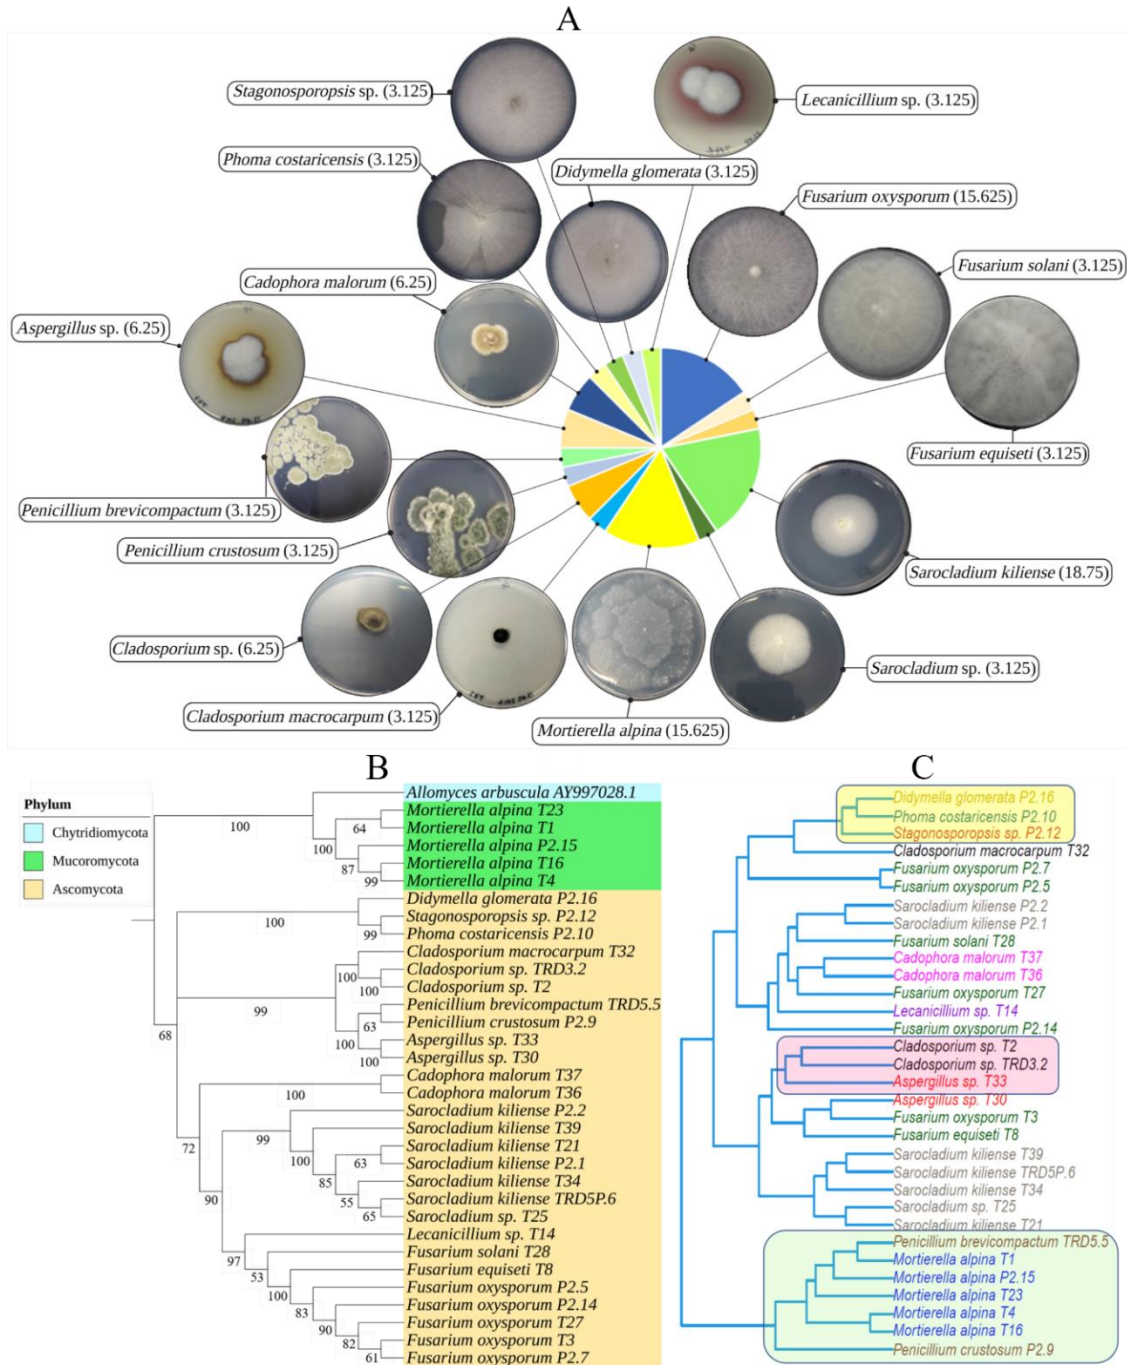 A
Stagonosporopsis sp. (3.125)
Lecanicillium sp. (3.125)
Phoma costaricensis (3.125)
Didymella glomerata (3.125)
Fusarium oxysporum (15.625)
Cadophora malorum (6.25)
Fusarium solani (3.125)
Aspergillus sp. (6.25)
Fusarium equiseti (3.125)
Penicillium brevicompactum (3.125)
Penicillium crustosum (3.125)
Sarocladium kiliense (18.75)
Cladosporium sp. (6.25)
Sarocladium sp. (3.125)
Cladosporium macrocarpum (3.125)
Mortierella alpina (15.625)
B
Phylum
Chytridiomycota
Mucoromycota
Ascomycota
Allomyces arbuscula AY997028.1
Mortierella alpina T23
Mortierella alpina T1
Mortierella alpina P2.15
Mortierella alpina T16
Mortierella alpina T4
Didymella glomerata P2.16
Stagonosporopsis sp. P2.12
Phoma costaricensis P2.10
Cladosporium macrocarpum T32
Cladosporium sp. TRD3.2
Cladosporium sp. T2
Penicillium brevicompactum TRD5.5
Penicillium crustosum P2.9
Aspergillus sp. T33
Aspergillus sp. T30
Cadophora malorum T37
Cadophora malorum T36
Sarocladium kiliense P2.2
Sarocladium kiliense T39
Sarocladium kiliense T21
Sarocladium kiliense P2.1
Sarocladium kiliense T34
Sarocladium kiliense TRD5P.6
Sarocladium sp. T25
Lecanicillium sp. T14
Fusarium solani T28
Fusarium equiseti T8
Fusarium oxysporum P2.5
Fusarium oxysporum P2.14
Fusarium oxysporum T27
Fusarium oxysporum T3
Fusarium oxysporum P2.7
100
64
100
87
99
100
99
100
100
99
63
100
100
68
100
99
72
63
100
85
55
90
65
97
53
100
83
90
82
61
C
Didymella glomerata P2.16
Phoma costaricensis P2.10
Stagonosporopsis sp. P2.12
Cladosporium macrocarpum T32
Fusarium oxysporum P2.7
Fusarium oxysporum P2.5
Sarocladium kiliense P2.2
Sarocladium kiliense P2.1
Fusarium solani T28
Cadophora malorum T37
Cadophora malorum T36
Fusarium oxysporum T27
Lecanicillium sp. T14
Fusarium oxysporum P2.14
Cladosporium sp. T2
Cladosporium sp. TRD3.2
Aspergillus sp. T33
Aspergillus sp. T30
Fusarium oxysporum T3
Fusarium equiseti T8
Sarocladium kiliense T39
Sarocladium kiliense TRD5P.6
Sarocladium kiliense T34
Sarocladium sp. T25
Sarocladium kiliense T21
Penicillium brevicompactum TRD5.5
Mortierella alpina T1
Mortierella alpina P2.15
Mortierella alpina T23
Mortierella alpina T4
Mortierella alpina T16
Penicillium crustosum P2.9